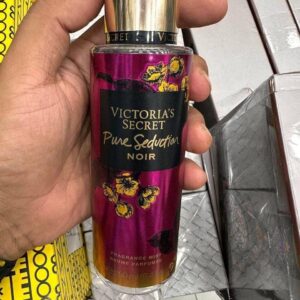 VICTORIA'S
SECRET
Pure Seduction
NOIR
FRAGRANCE MIST
BRUME PARFUMÉE